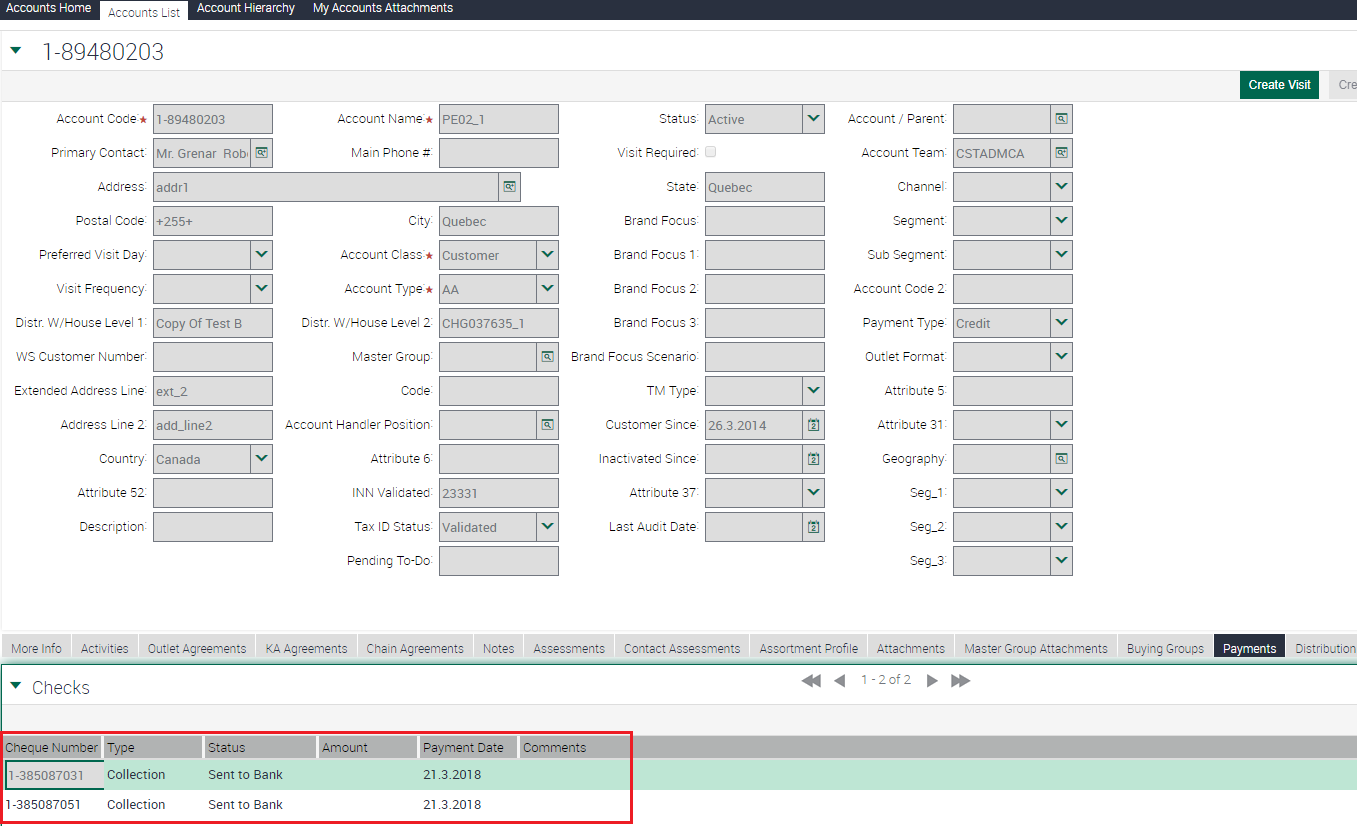 Accounts Home Accounts List Account Hierarchy My Accounts Attachments
1-89480203
Create Visit Cre
Account Code:★ 1-89480203 Account Name:★ PE02_1 Status: Active Account / Parent:
Primary Contact: Mr. Grenar Rob Main Phone #: Visit Required: Account Team: CSTADMCA
Address: addr1 State: Quebec Channel:
Postal Code: +255+ City: Quebec Brand Focus: Segment:
Preferred Visit Day: Account Class:★ Customer Brand Focus 1: Sub Segment:
Visit Frequency: Account Type:★ AA Brand Focus 2: Account Code 2:
Distr. W/House Level 1: Copy Of Test B Distr. W/House Level 2: CHG037635_1 Brand Focus 3: Payment Type: Credit
WS Customer Number: Master Group: Brand Focus Scenario: Outlet Format:
Extended Address Line: ext_2 Code: TM Type: Attribute 5:
Address Line 2: add_line2 Account Handler Position: Customer Since: 26.3.2014 Attribute 31:
Country: Canada Attribute 6: Inactivated Since: Geography:
Attribute 52: INN Validated: 23331 Attribute 37: Seg_1:
Description: Tax ID Status: Validated Last Audit Date: Seg_2:
Pending To-Do: Seg_3:
More Info Activities Outlet Agreements KA Agreements Chain Agreements Notes Assessments Contact Assessments Assortment Profile Attachments Master Group Attachments Buying Groups Payments Distribution
Checks 1 - 2 of 2
Cheque Number Type Status Amount Payment Date Comments
1-385087031 Collection Sent to Bank 21.3.2018
1-385087051 Collection Sent to Bank 21.3.2018